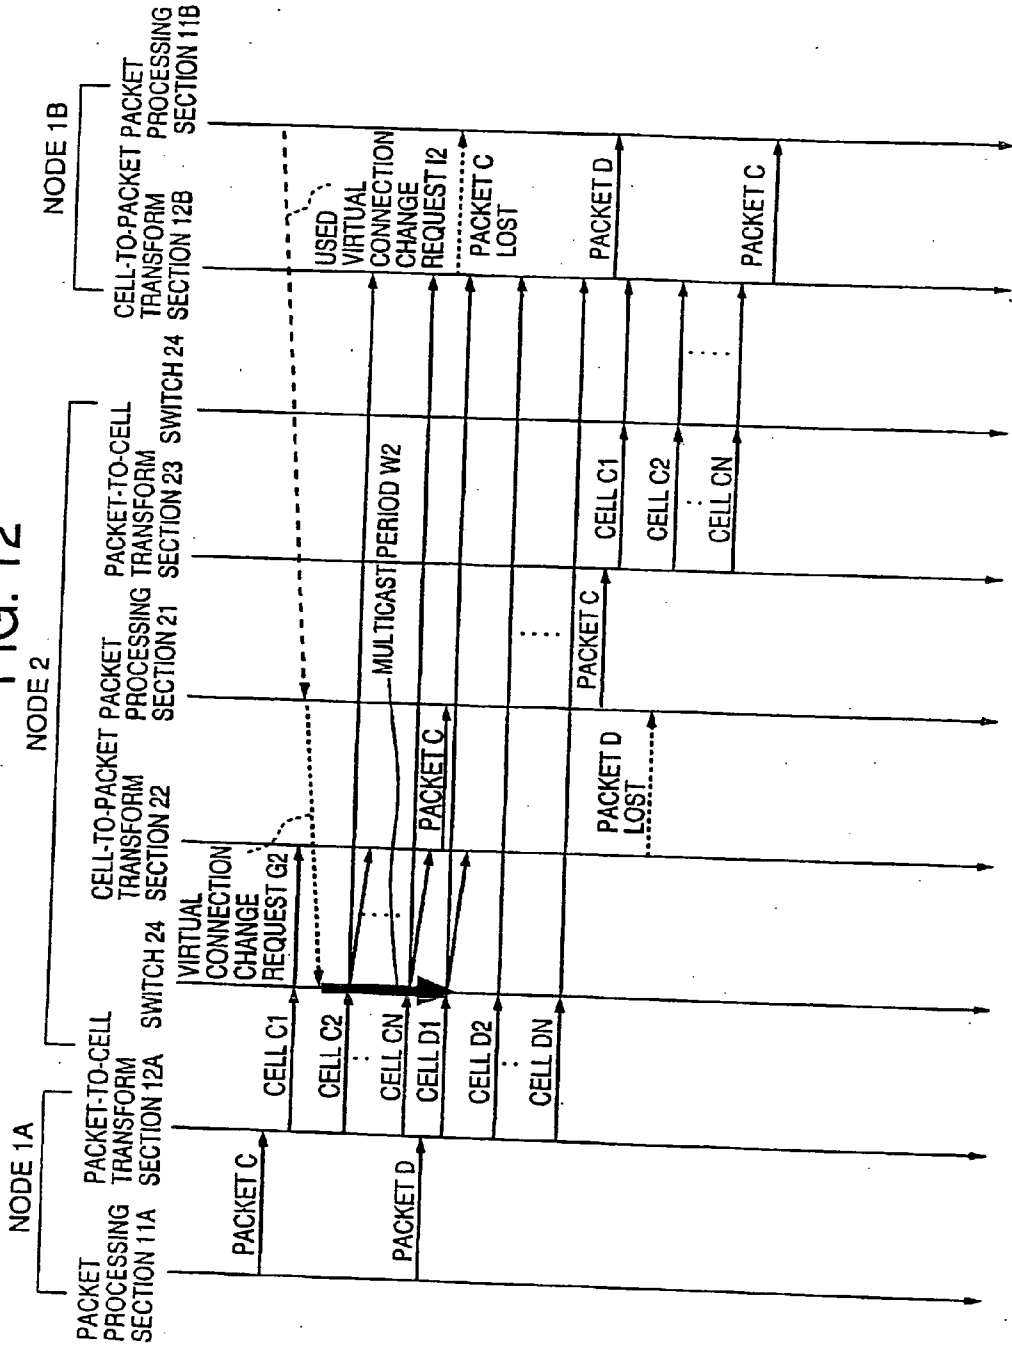 FIG. 12
NODE 1A
NODE 2
NODE 1B
PACKET
PROCESSING
SECTION 11A
PACKET-TO-CELL
TRANSFORM
SECTION 12A
SWITCH 24
CELL-TO-PACKET
TRANSFORM
SECTION 22
PACKET
PROCESSING
SECTION 21
PACKET-TO-CELL
TRANSFORM
SECTION 23
SWITCH 24
CELL-TO-PACKET
TRANSFORM
SECTION 12B
PACKET
PROCESSING
SECTION 11B
PACKET C
PACKET D
CELL C1
CELL C2
CELL CN
CELL D1
CELL D2
CELL DN
VIRTUAL
CONNECTION
CHANGE
REQUEST G2
PACKET C
PACKET D
LOST
MULTICAST PERIOD W2
PACKET C
CELL C1
CELL C2
CELL CN
USED
VIRTUAL
CONNECTION
CHANGE
REQUEST I2
PACKET C
LOST
PACKET D
PACKET C